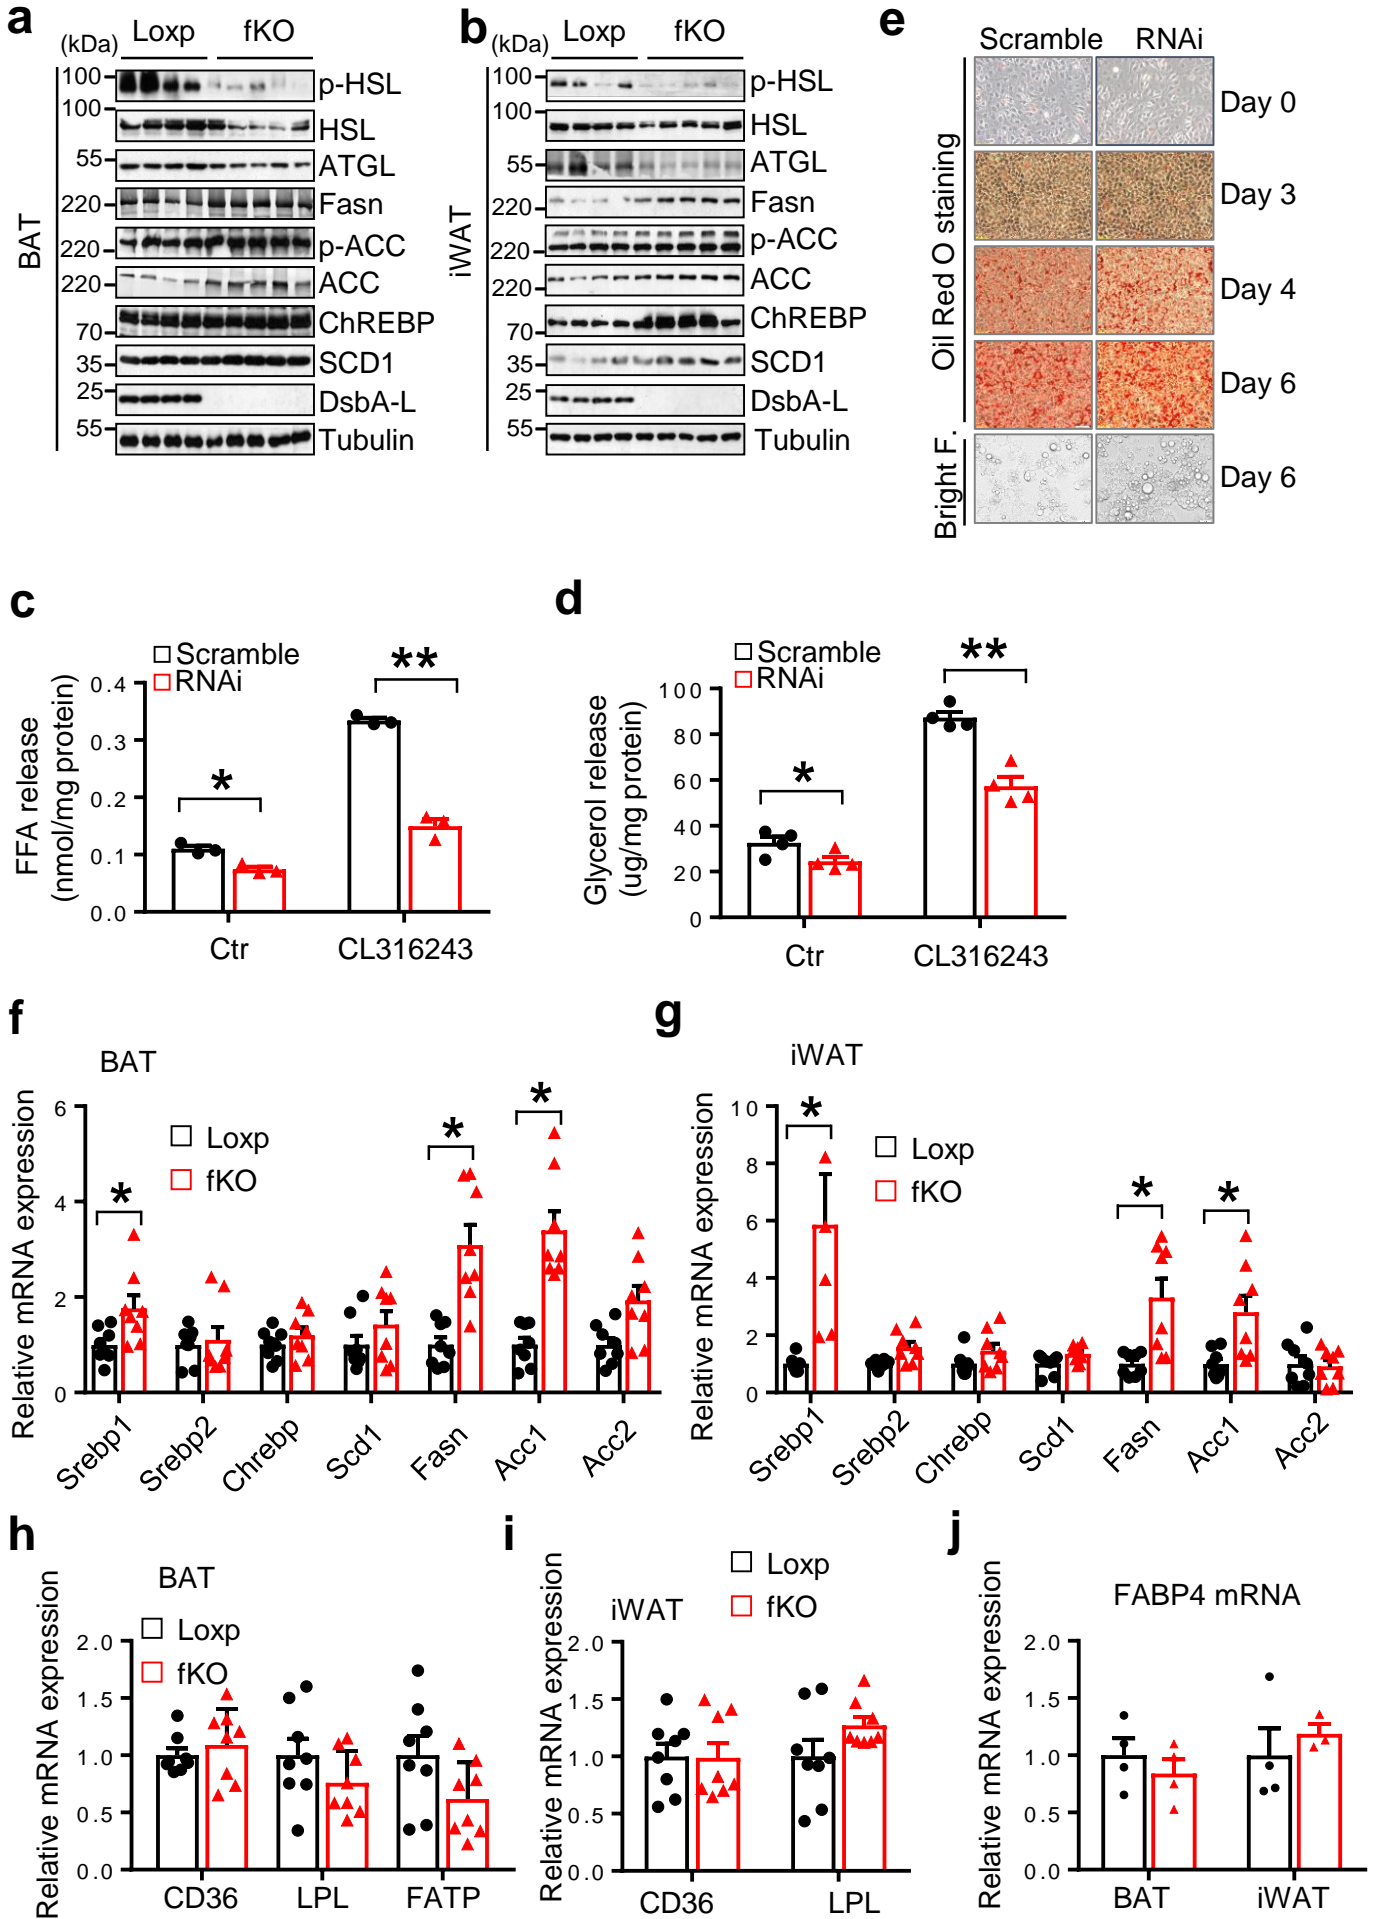 a
Loxp
fKO
(kDa)
BAT
100
p-HSL
100
HSL
55
ATGL
220
Fasn
220
p-ACC
220
ACC
70
ChREBP
35
SCD1
25
DsbA-L
55
Tubulin
b
Loxp
fKO
(kDa)
iWAT
100
p-HSL
100
HSL
55
ATGL
220
Fasn
220
p-ACC
220
ACC
70
ChREBP
35
SCD1
25
DsbA-L
55
Tubulin
e
Scramble
RNAi
Oil Red O staining
Day 0
Day 3
Day 4
Day 6
Bright F.
Day 6
c
Scramble
RNAi
FFA release
(nmol/mg protein)
0.4
0.3
0.2
0.1
0.0
*
**
Ctr
CL316243
d
Scramble
RNAi
Glycerol release
(ug/mg protein)
100
80
60
40
20
0
*
**
Ctr
CL316243
f
BAT
Loxp
fKO
Relative mRNA expression
6
4
2
0
*
*
*
Srebp1
Srebp2
Chrebp
Scd1
Fasn
Acc1
Acc2
g
iWAT
Loxp
fKO
Relative mRNA expression
10
8
6
4
2
0
*
*
*
Srebp1
Srebp2
Chrebp
Scd1
Fasn
Acc1
Acc2
h
BAT
Loxp
fKO
Relative mRNA expression
2.0
1.5
1.0
0.5
0.0
CD36
LPL
FATP
i
iWAT
Loxp
fKO
Relative mRNA expression
2.0
1.5
1.0
0.5
0.0
CD36
LPL
j
FABP4 mRNA
Relative mRNA expression
2.0
1.5
1.0
0.5
0.0
BAT
iWAT